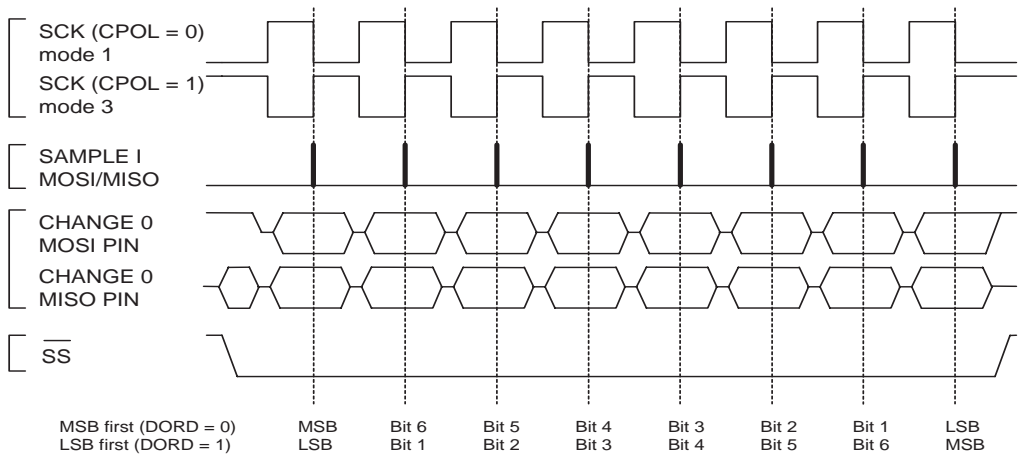 SCK (CPOL = 0)
mode 1
SCK (CPOL = 1)
mode 3
SAMPLE I
MOSI/MISO
CHANGE 0
MOSI PIN
CHANGE 0
MISO PIN
SS
MSB first (DORD = 0) MSB Bit 6 Bit 5 Bit 4 Bit 3 Bit 2 Bit 1 LSB
LSB first (DORD = 1) LSB Bit 1 Bit 2 Bit 3 Bit 4 Bit 5 Bit 6 MSB